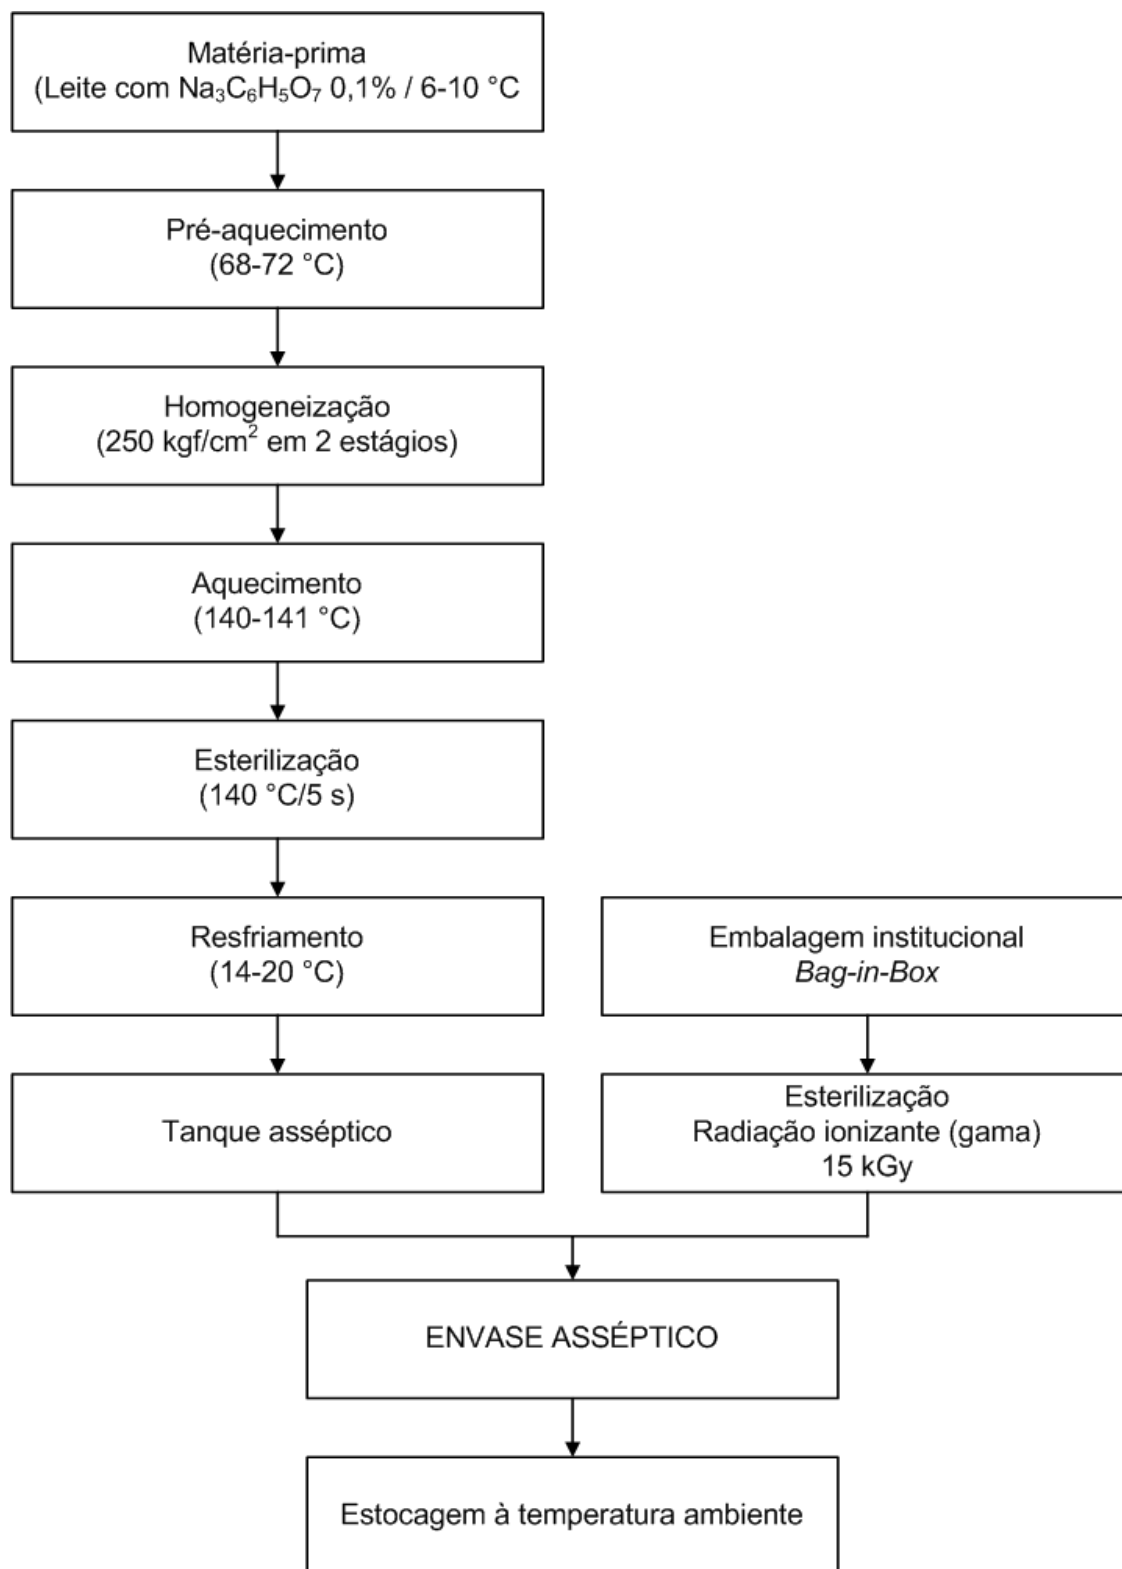 Matéria-prima
(Leite com Na₃C₆H₅O₇ 0,1% / 6-10 °C
Pré-aquecimento
(68-72 °C)
Homogeneização
(250 kgf/cm² em 2 estágios)
Aquecimento
(140-141 °C)
Esterilização
(140 °C/5 s)
Resfriamento
(14-20 °C)
Embalagem institucional
Bag-in-Box
Tanque asséptico
Esterilização
Radiação ionizante (gama)
15 kGy
ENVASE ASSÉPTICO
Estocagem à temperatura ambiente